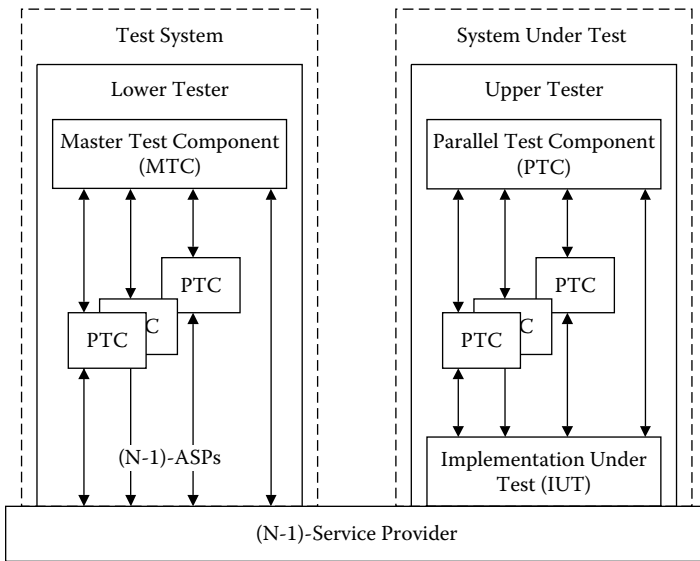 Test System
Lower Tester
Master Test Component
(MTC)
PTC
C
PTC
(N-1)-ASPs
System Under Test
Upper Tester
Parallel Test Component
(PTC)
PTC
C
PTC
Implementation Under
Test (IUT)
(N-1)-Service Provider